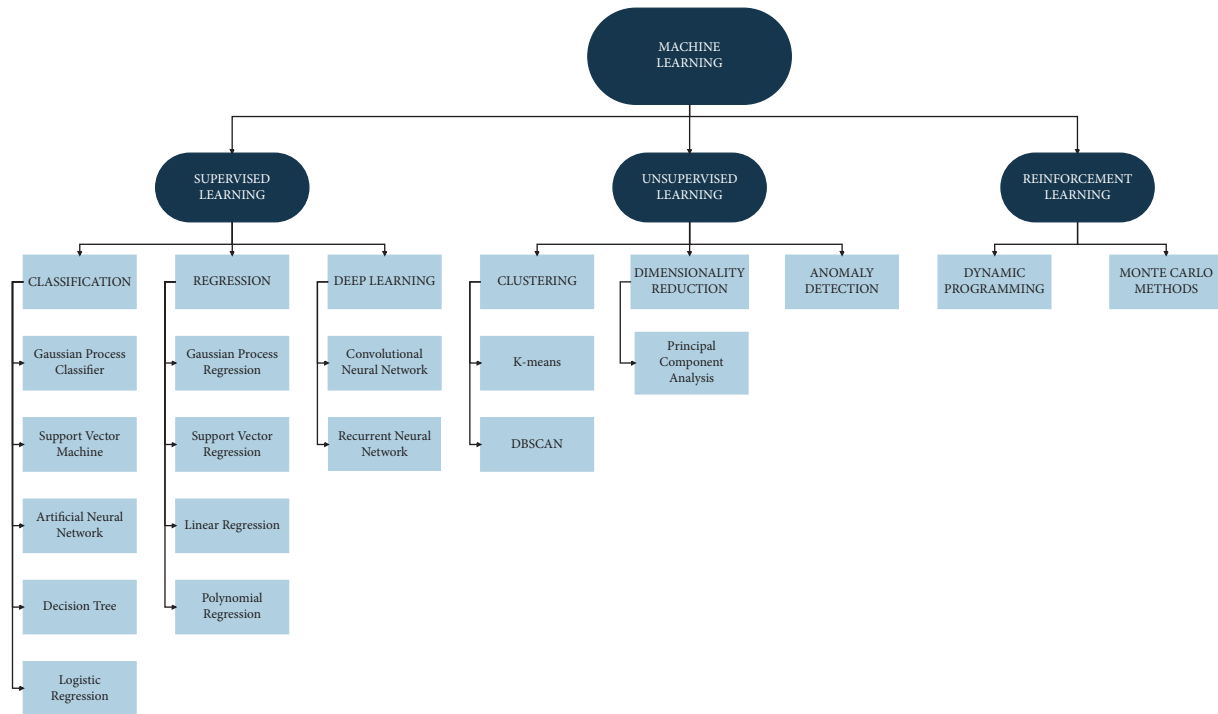 MACHINE
LEARNING
SUPERVISED
LEARNING
UNSUPERVISED
LEARNING
REINFORCEMENT
LEARNING
CLASSIFICATION
REGRESSION
DEEP LEARNING
CLUSTERING
DIMENSIONALITY
REDUCTION
ANOMALY
DETECTION
DYNAMIC
PROGRAMMING
MONTE CARLO
METHODS
Gaussian Process
Classifier
Gaussian Process
Regression
Convolutional
Neural Network
K-means
Principal
Component
Analysis
Support Vector
Machine
Support Vector
Regression
Recurrent Neural
Network
DBSCAN
Artificial Neural
Network
Linear Regression
Decision Tree
Polynomial
Regression
Logistic
Regression